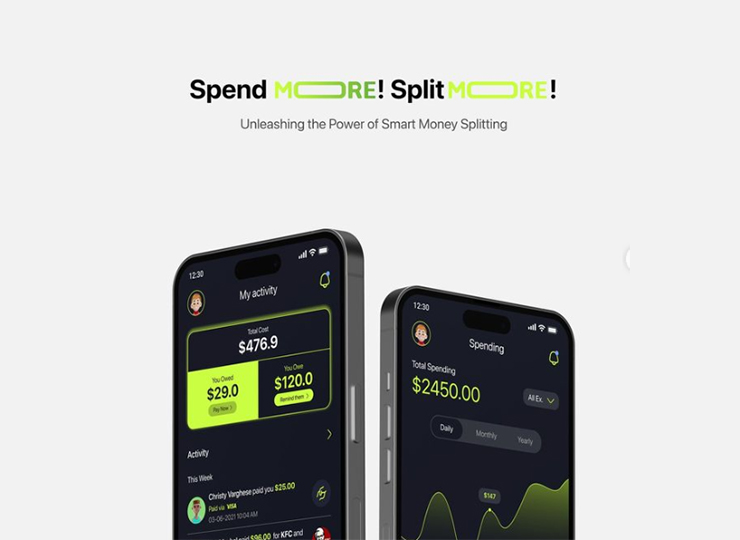 Spend MOORE! Split MOORE!
Unleashing the Power of Smart Money Splitting
12:30
My activity
Total Cost
$476.9
You Owed
$29.0
Pay Now >
You Owe
$120.0
Remind them >
Activity
This Week
Christy Varghese paid you $25.00
Paid via VISA
03-06-2021 10:04 AM
paid $96.00 for KFC and
12:30
Spending
Total Spending
$2450.00
All Ex.
Daily
Monthly
Yearly
$147